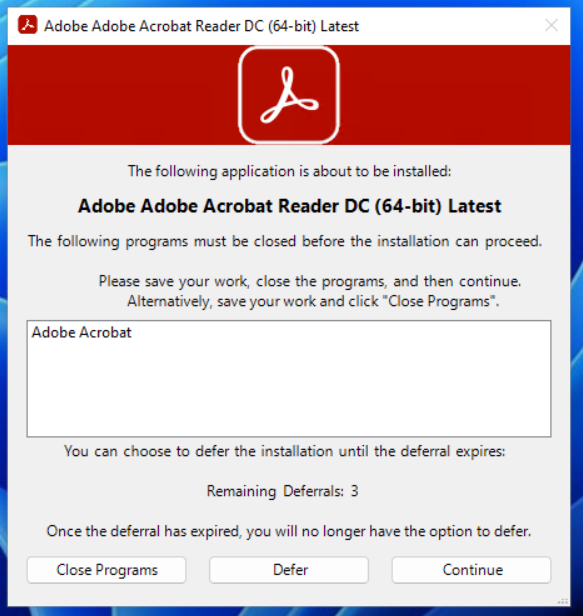 Adobe Adobe Acrobat Reader DC (64-bit) Latest
The following application is about to be installed:
Adobe Adobe Acrobat Reader DC (64-bit) Latest
The following programs must be closed before the installation can proceed.
Please save your work, close the programs, and then continue.
Alternatively, save your work and click "Close Programs".
Adobe Acrobat
You can choose to defer the installation until the deferral expires:
Remaining Deferrals: 3
Once the deferral has expired, you will no longer have the option to defer.
Close Programs
Defer
Continue